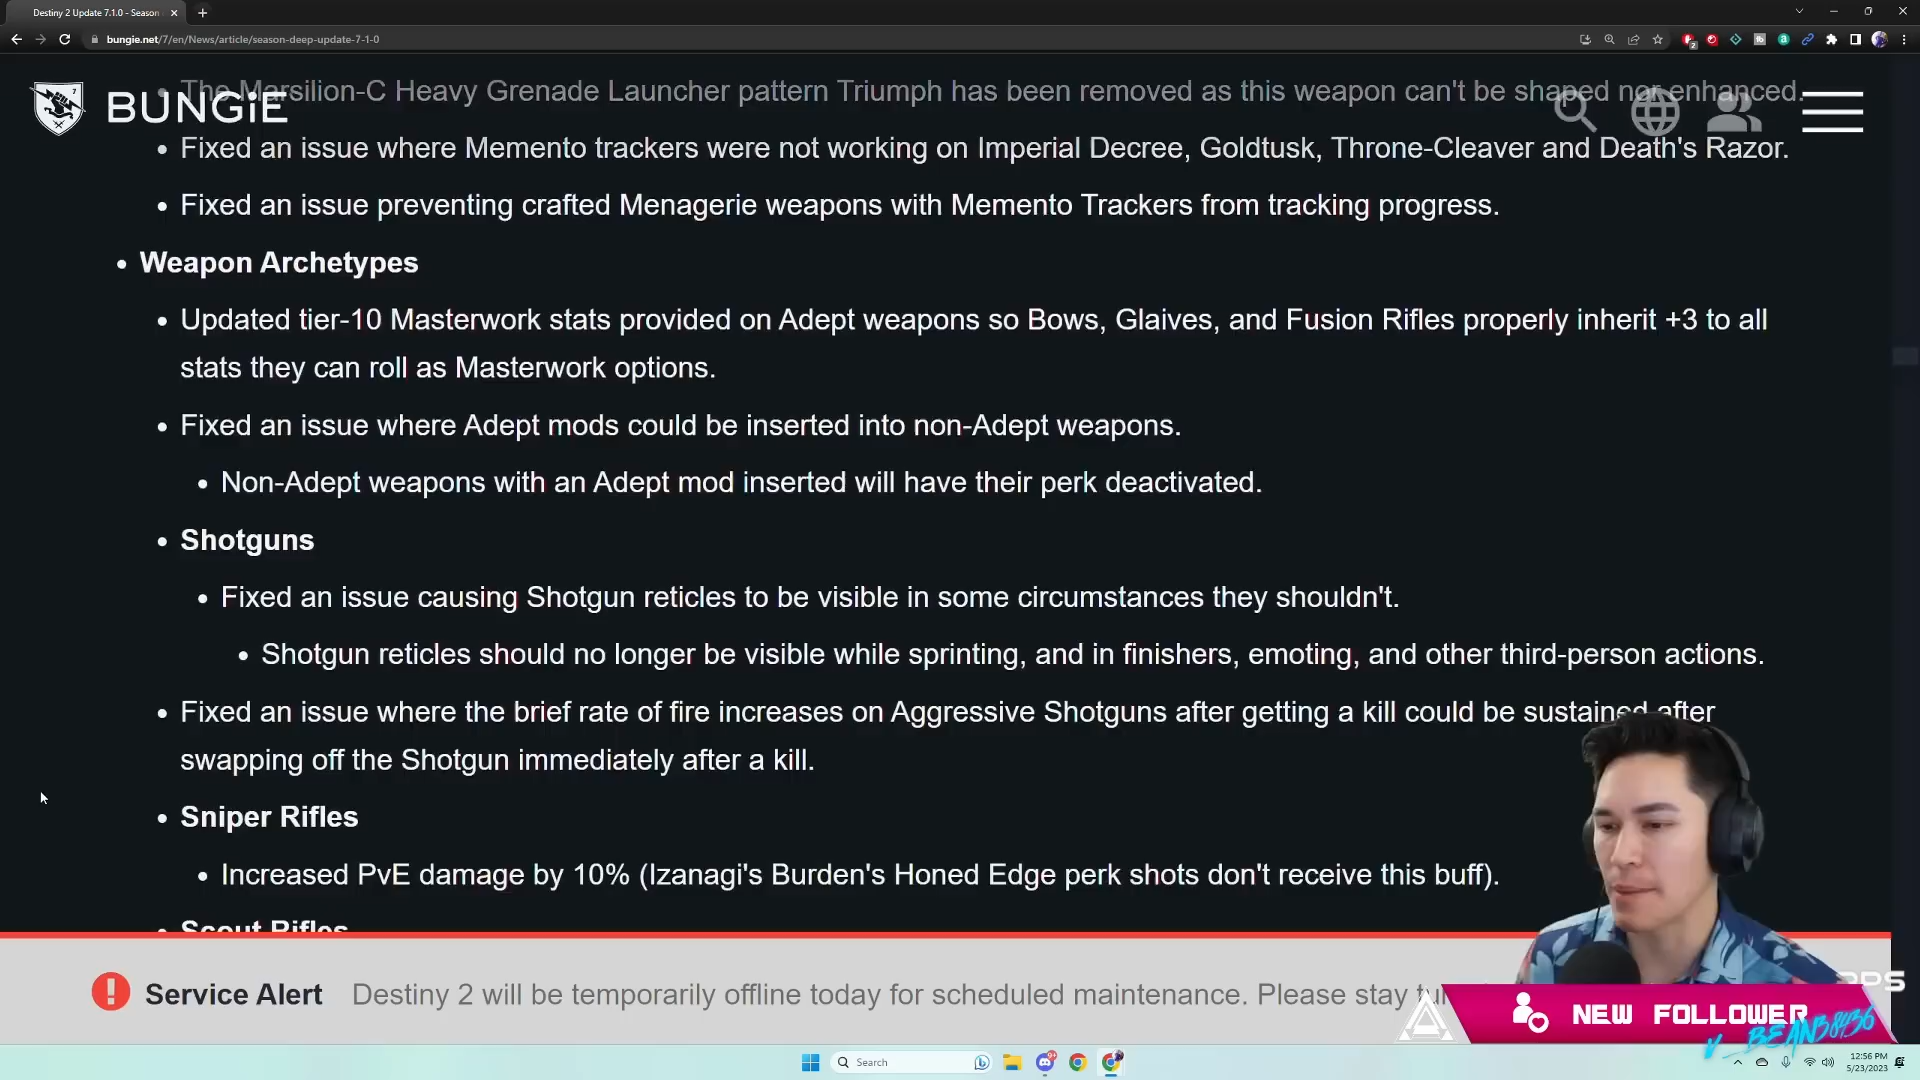 Destiny 2 Update 7.1.0 - Season
bungie.net/7/en/News/article/season-deep-update-7-1-0
The Marsilion-C Heavy Grenade Launcher pattern Triumph has been removed as this weapon can't be shaped nor enhanced.
BUNGiE
Fixed an issue where Memento trackers were not working on Imperial Decree, Goldtusk, Throne-Cleaver and Death's Razor.
Fixed an issue preventing crafted Menagerie weapons with Memento Trackers from tracking progress.
Weapon Archetypes
Updated tier-10 Masterwork stats provided on Adept weapons so Bows, Glaives, and Fusion Rifles properly inherit +3 to all
stats they can roll as Masterwork options.
Fixed an issue where Adept mods could be inserted into non-Adept weapons.
Non-Adept weapons with an Adept mod inserted will have their perk deactivated.
Shotguns
Fixed an issue causing Shotgun reticles to be visible in some circumstances they shouldn't.
Shotgun reticles should no longer be visible while sprinting, and in finishers, emoting, and other third-person actions.
Fixed an issue where the brief rate of fire increases on Aggressive Shotguns after getting a kill could be sustained after
swapping off the Shotgun immediately after a kill.
Sniper Rifles
Increased PvE damage by 10% (Izanagi's Burden's Honed Edge perk shots don't receive this buff).
Scout Rifles
Service Alert Destiny 2 will be temporarily offline today for scheduled maintenance. Please stay
NEW FOLLOWER
v_BEAN38436
Search
12:56 PM
5/23/2023